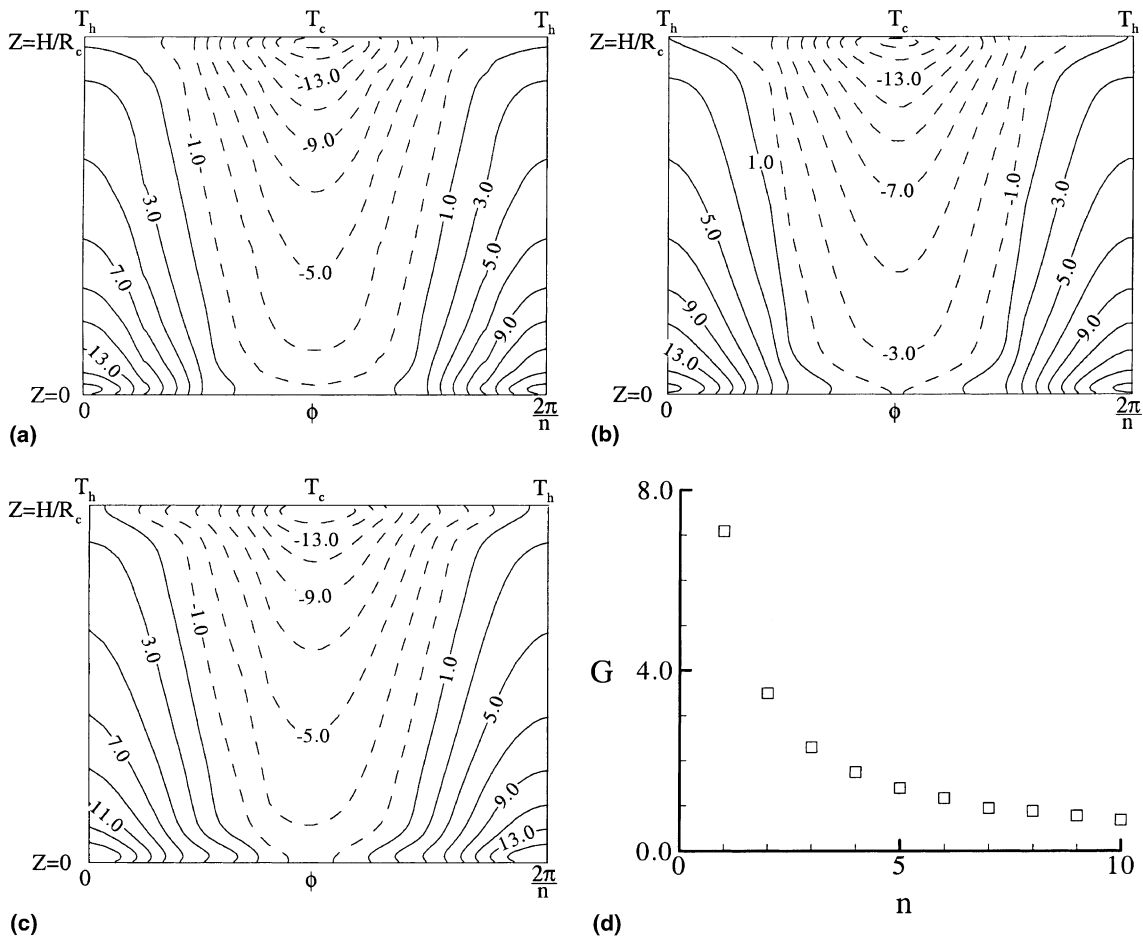 T_h T_c T_h
Z=H/R_c
-13.0
-9.0
-1.0
-3.0
1.0
3.0
-5.0
7.0
5.0
9.0
-13.0
Z=0
0 φ 2π/n
(a)
T_h T_c T_h
Z=H/R_c
-13.0
1.0
-7.0
-1.0
3.0
5.0
5.0
9.0
9.0
13.0
-3.0
Z=0
0 φ 2π/n
(b)
T_h T_c T_h
Z=H/R_c
-13.0
-9.0
-1.0
3.0
1.0
5.0
-5.0
7.0
9.0
-11.0
-13.0
Z=0
0 φ 2π/n
(c)
8.0
G 4.0
0.0
0 5 10
n
(d)